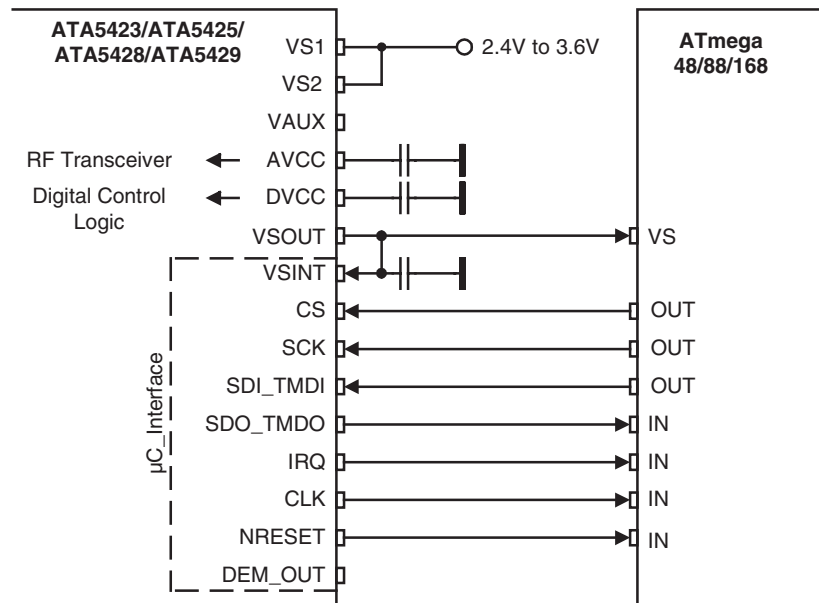 ATA5423/ATA5425/
ATA5428/ATA5429
VS1
2.4V to 3.6V
ATmega
48/88/168
VS2
VAUX
RF Transceiver
AVCC
Digital Control
Logic
DVCC
VSOUT
VS
VSINT
CS
OUT
SCK
OUT
SDI_TMDI
OUT
SDO_TMDO
IN
IRQ
IN
CLK
IN
NRESET
IN
DEM_OUT
µC_Interface